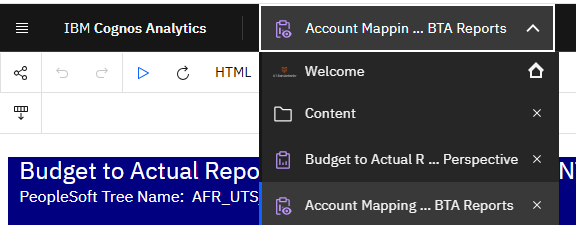 IBM Cognos Analytics
Account Mappin ... BTA Reports
Welcome
HTML
Content
Budget to Actual R ... Perspective
Account Mapping ... BTA Reports
Budget to Actual Repo
PeopleSoft Tree Name: AFR_UTS_